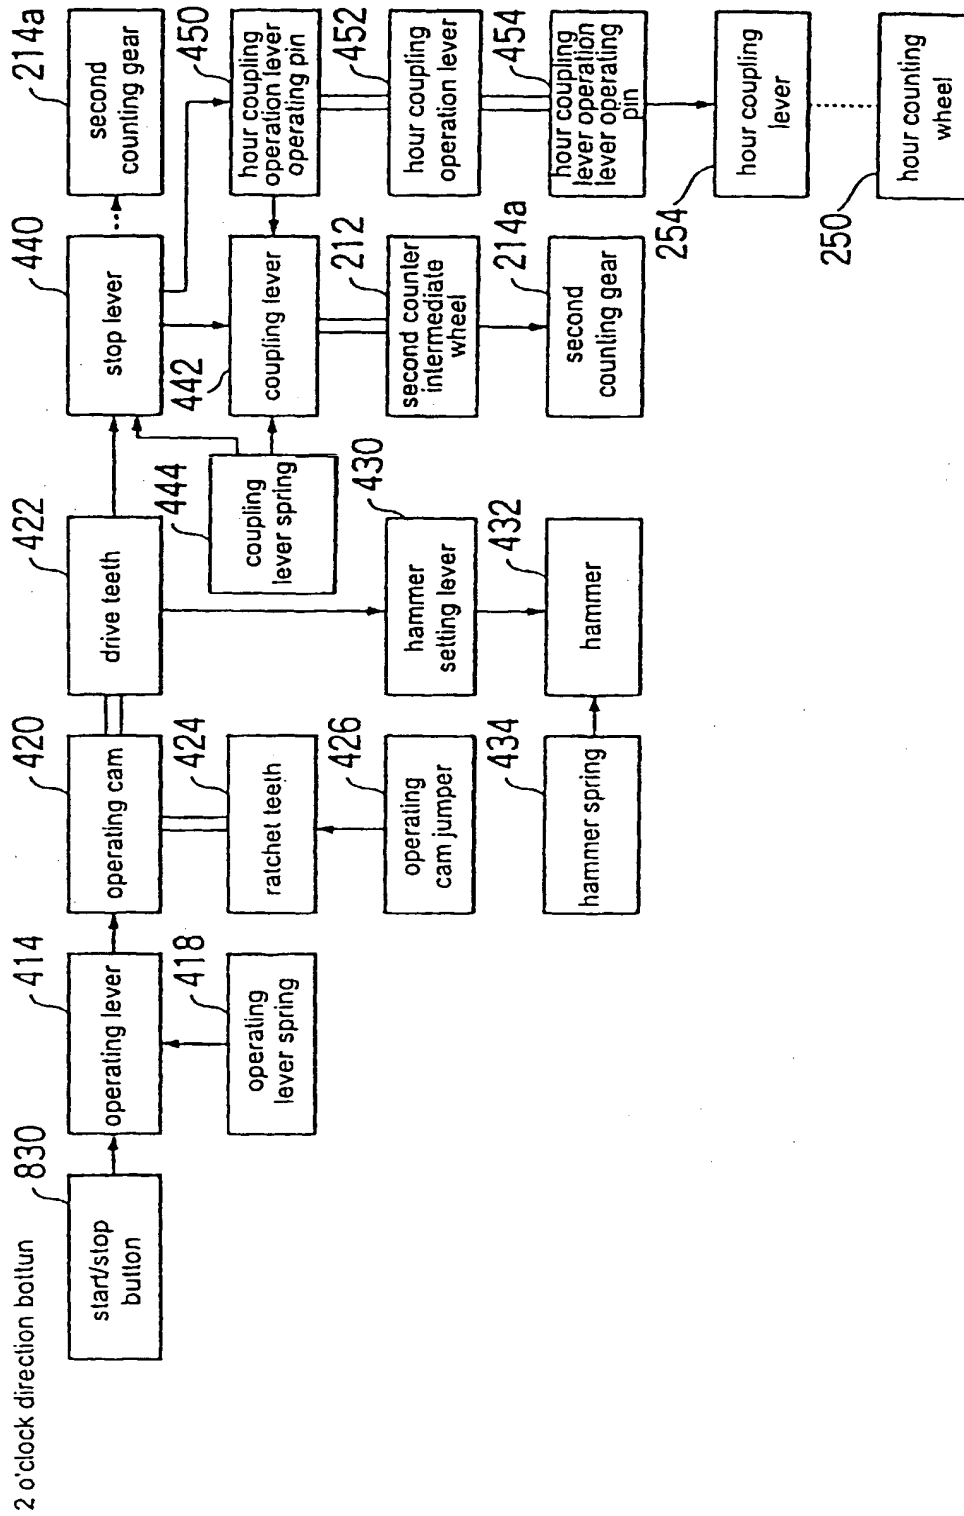 2 o'clock direction bottun
830
start/stop
button
414
operating lever
418
operating
lever spring
420
operating cam
424
ratchet teeth
426
operating
cam jumper
434
hammer spring
422
drive teeth
444
coupling
lever spring
430
hammer
setting lever
432
hammer
440
stop lever
442
coupling lever
212
second counter
intermediate
wheel
214a
second
counting gear
214a
second
counting gear
450
hour coupling
operation lever
operating pin
452
hour coupling
operation lever
454
hour coupling
lever operation
lever operating
pin
254
hour coupling
lever
250
hour counting
wheel